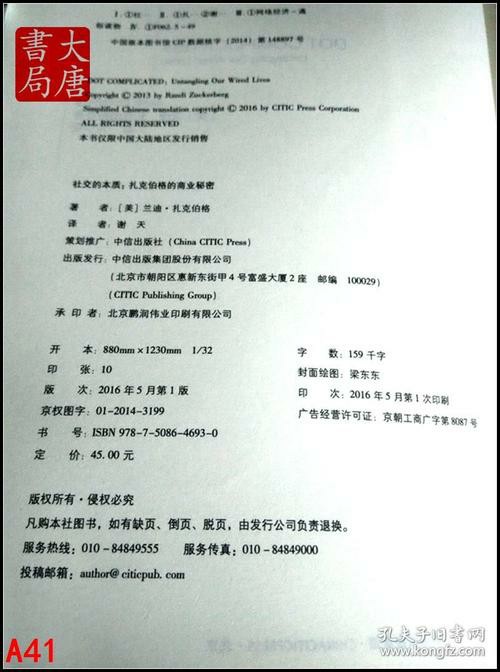 大唐
書局
Ⅰ.①社… Ⅱ.①扎… ②谢… Ⅲ.①网络经济-通
俗读物 Ⅳ.①F062.5-49
中国版本图书馆 CIP 数据核字（2014）第 148897 号
DOT COMPLICATED: Untangling Our Wired Lives
Copyright © 2013 by Randi Zuckerberg
Simplified Chinese translation copyright © 2016 by CITIC Press Corporation
ALL RIGHTS RESERVED
本书仅限中国大陆地区发行销售
社交的本质：扎克伯格的商业秘密
著 者：[美] 兰迪·扎克伯格
译 者：谢 天
策划推广：中信出版社（China CITIC Press）
出版发行：中信出版集团股份有限公司
（北京市朝阳区惠新东街甲4号富盛大厦2座 邮编 100029）
（CITIC Publishing Group）
承 印 者：北京鹏润伟业印刷有限公司
开 本：880mm×1230mm 1/32 字 数：159 千字
印 张：10 封面绘图：梁东东
版 次：2016 年 5 月第 1 版 印 次：2016 年 5 月第 1 次印刷
京权图字：01-2014-3199 广告经营许可证：京朝工商广字第 8087 号
书 号：ISBN 978-7-5086-4693-0
定 价：45.00 元
版权所有·侵权必究
凡购本社图书，如有缺页、倒页、脱页，由发行公司负责退换。
服务热线：010-84849555 服务传真：010-84849000
投稿邮箱：author@citicpub.com
A41
孔夫子旧书网